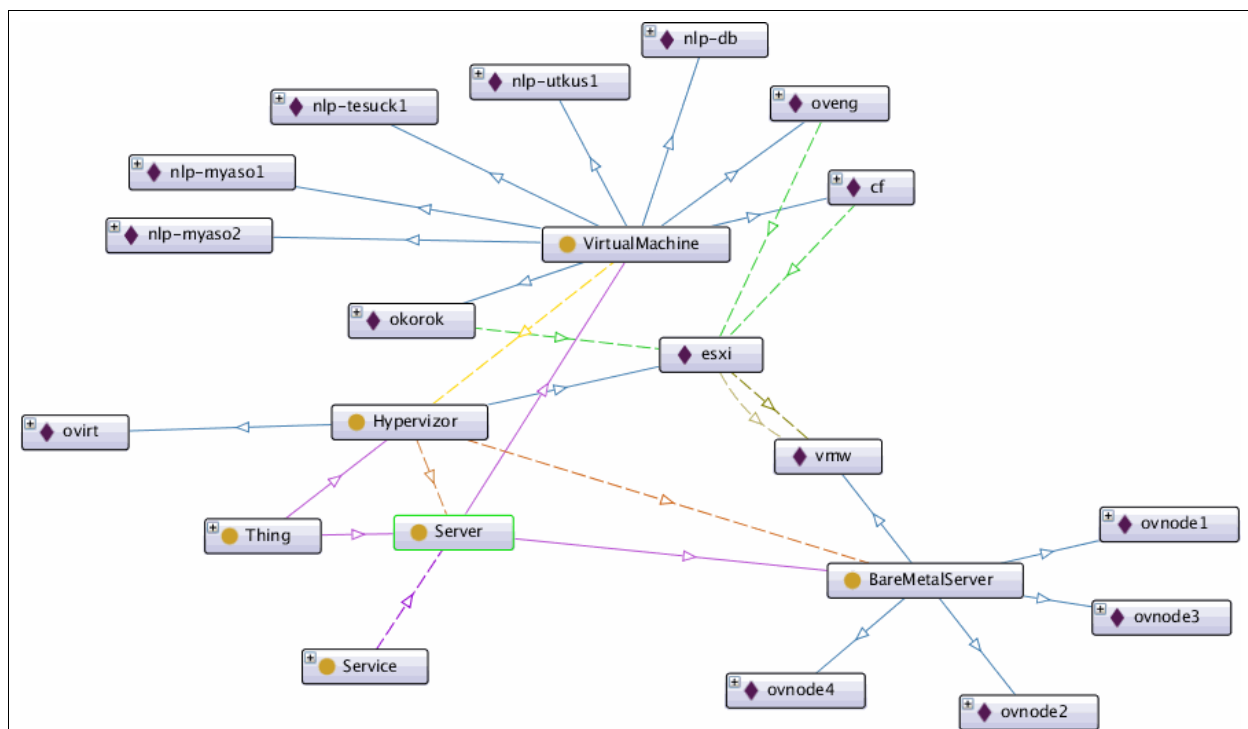 nlp-db
nlp-utkus1
nlp-tesuck1
oveng
nlp-myaso1
cf
nlp-myaso2
VirtualMachine
okorok
esxi
Hypervizor
ovirt
vmw
Thing
Server
ovnode1
BareMetalServer
ovnode3
Service
ovnode4
ovnode2